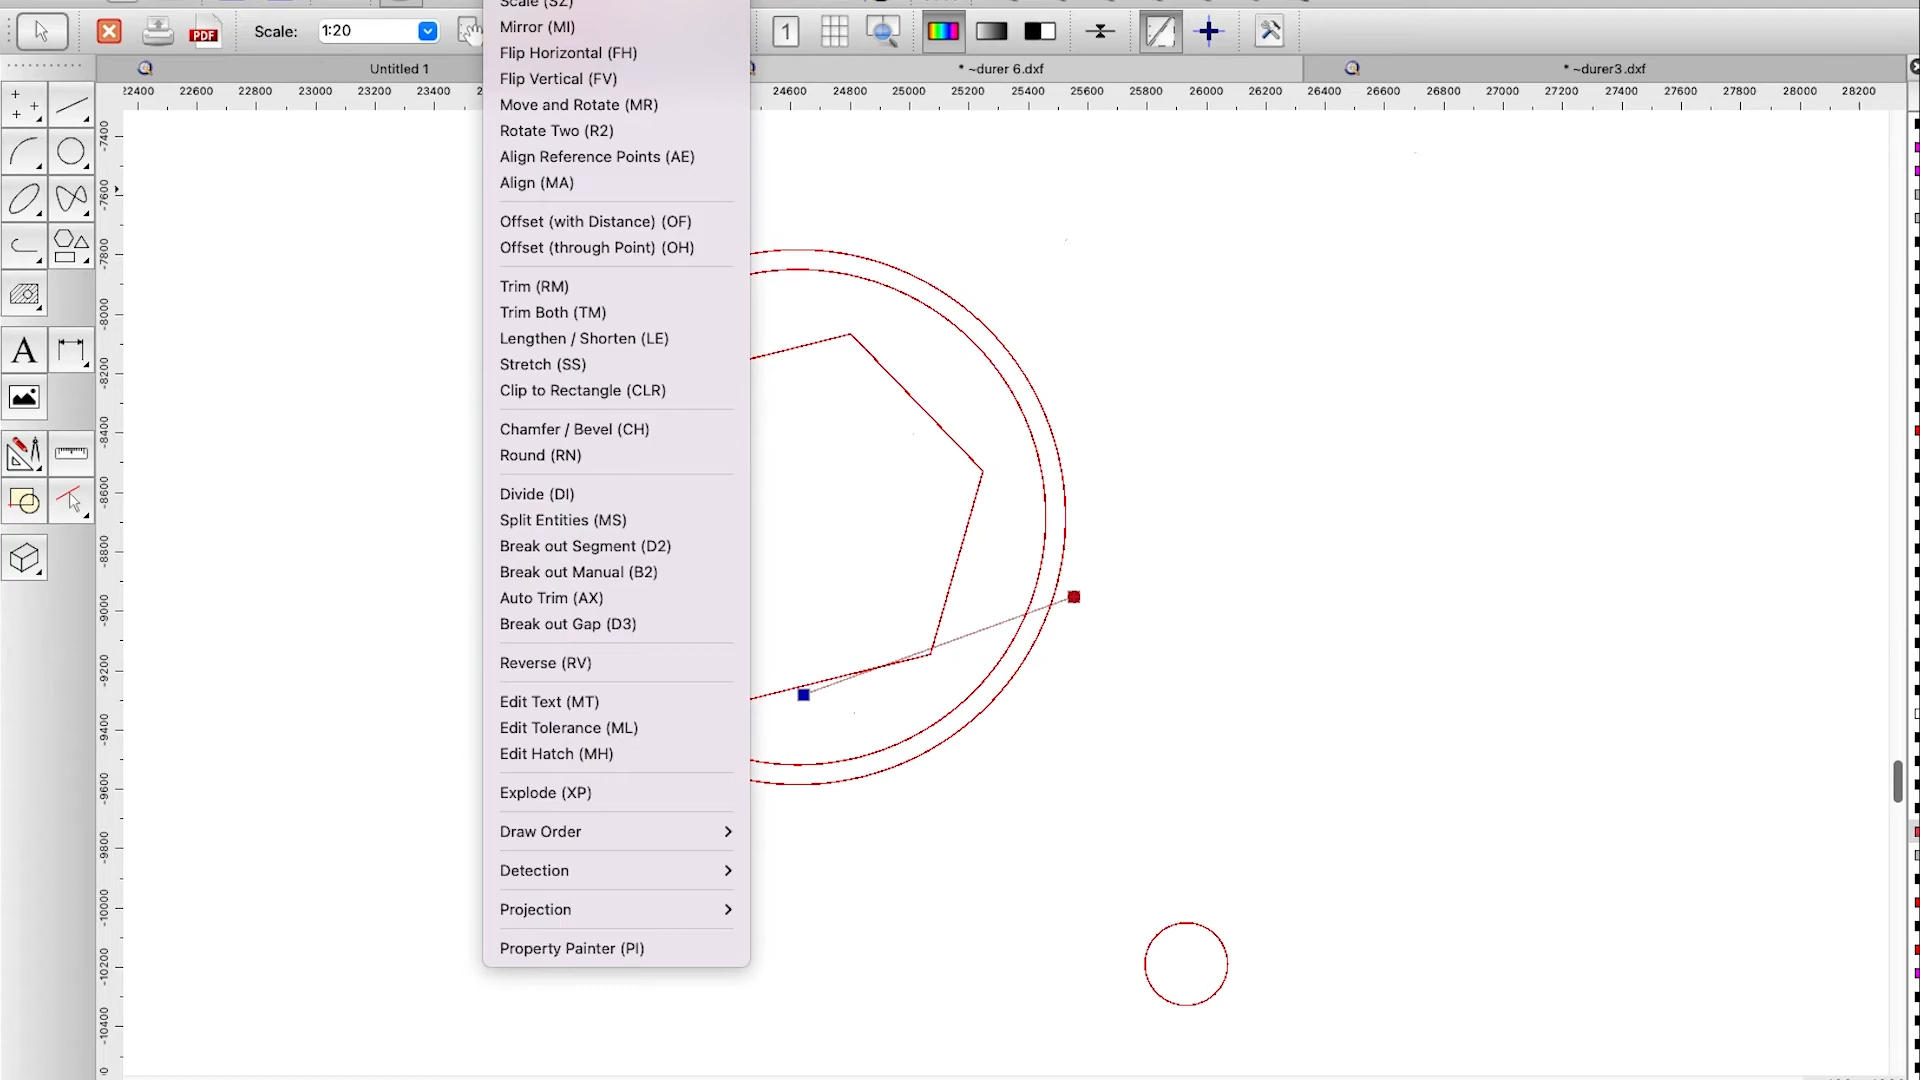 Scale (SZ)
PDF
Scale:
1:20
1
Mirror (MI)
Flip Horizontal (FH)
Flip Vertical (FV)
Move and Rotate (MR)
Rotate Two (R2)
Align Reference Points (AE)
Align (MA)
Offset (with Distance) (OF)
Offset (through Point) (OH)
Trim (RM)
Trim Both (TM)
Lengthen / Shorten (LE)
Stretch (SS)
Clip to Rectangle (CLR)
Chamfer / Bevel (CH)
Round (RN)
Divide (DI)
Split Entities (MS)
Break out Segment (D2)
Break out Manual (B2)
Auto Trim (AX)
Break out Gap (D3)
Reverse (RV)
Edit Text (MT)
Edit Tolerance (ML)
Edit Hatch (MH)
Explode (XP)
Draw Order
Detection
Projection
Property Painter (PI)
Untitled 1
* ~durer 6.dxf
* ~durer3.dxf
22400 22600 22800 23000 23200 23400
24600 24800 25000 25200 25400 25600 25800 26000 26200 26400 26600 26800 27000 27200 27400 27600 27800 28000 28200
-7400
-7600
-7800
-8000
-8200
-8400
-8600
-8800
-9000
-9200
-9400
-9600
-9800
-10000
-10200
-10400
A